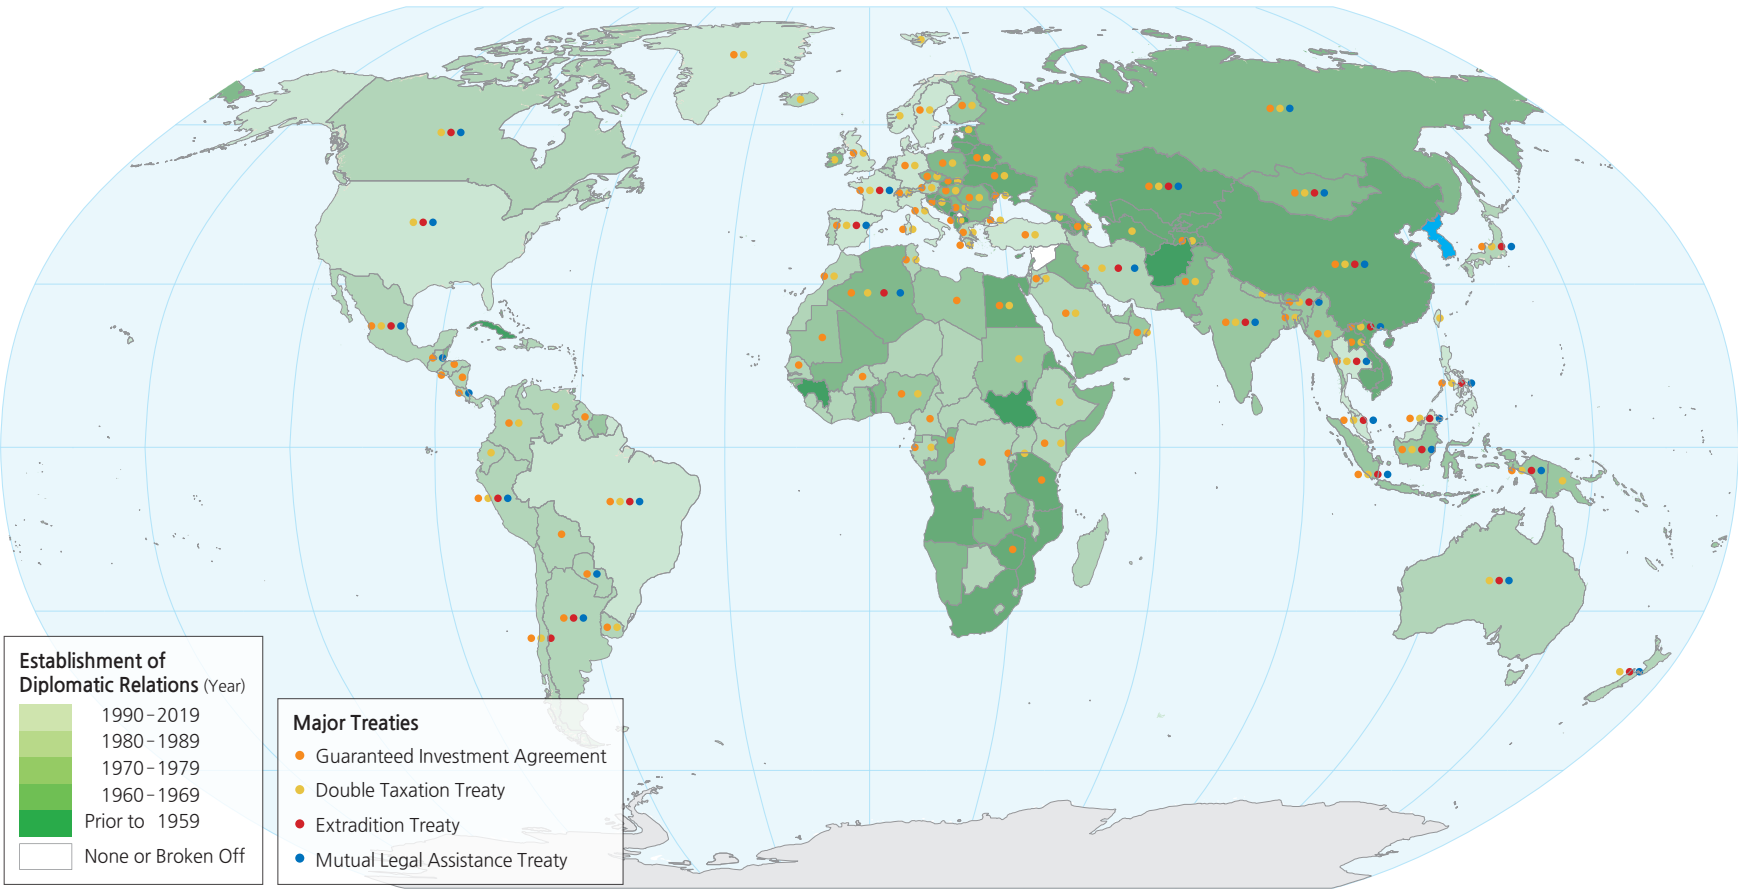 Establishment of
Diplomatic Relations (Year)
1990-2019
1980-1989
1970-1979
1960-1969
Prior to 1959
None or Broken Off
Major Treaties
Guaranteed Investment Agreement
Double Taxation Treaty
Extradition Treaty
Mutual Legal Assistance Treaty